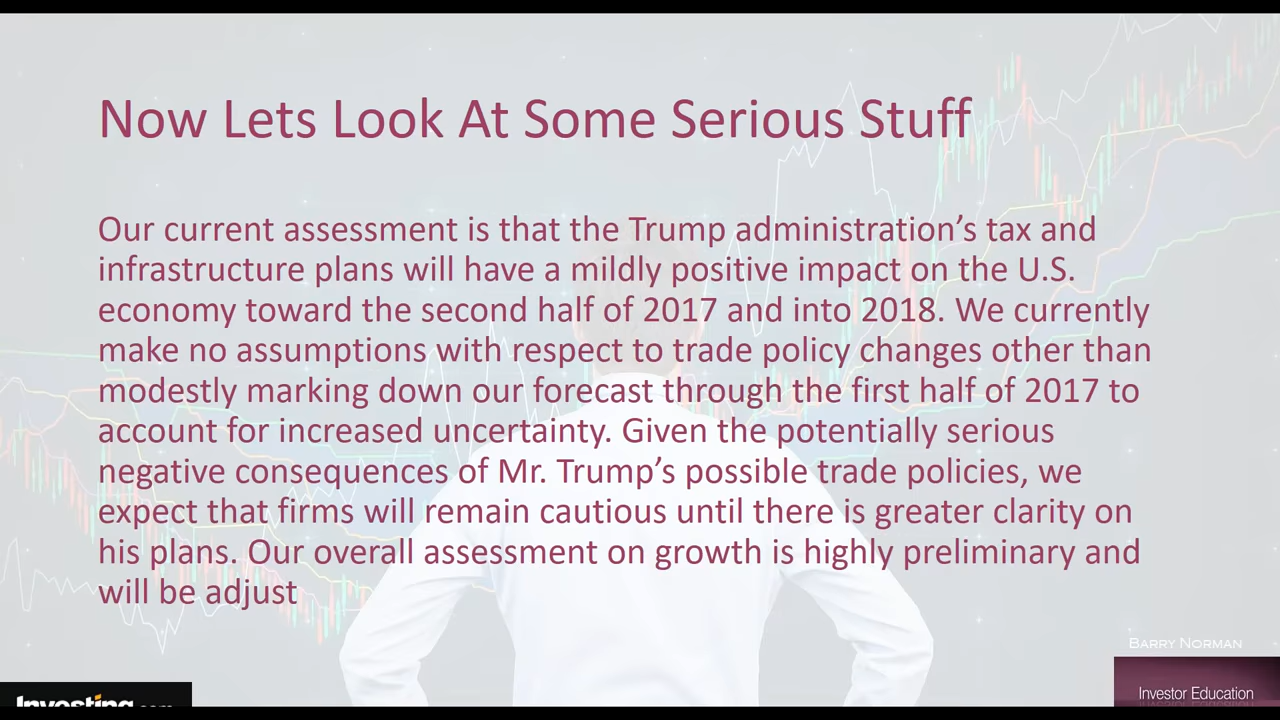 Now Lets Look At Some Serious Stuff
Our current assessment is that the Trump administration’s tax and
infrastructure plans will have a mildly positive impact on the U.S.
economy toward the second half of 2017 and into 2018. We currently
make no assumptions with respect to trade policy changes other than
modestly marking down our forecast through the first half of 2017 to
account for increased uncertainty. Given the potentially serious
negative consequences of Mr. Trump’s possible trade policies, we
expect that firms will remain cautious until there is greater clarity on
his plans. Our overall assessment on growth is highly preliminary and
will be adjust
Barry Norman
Investor Education
Investing.com